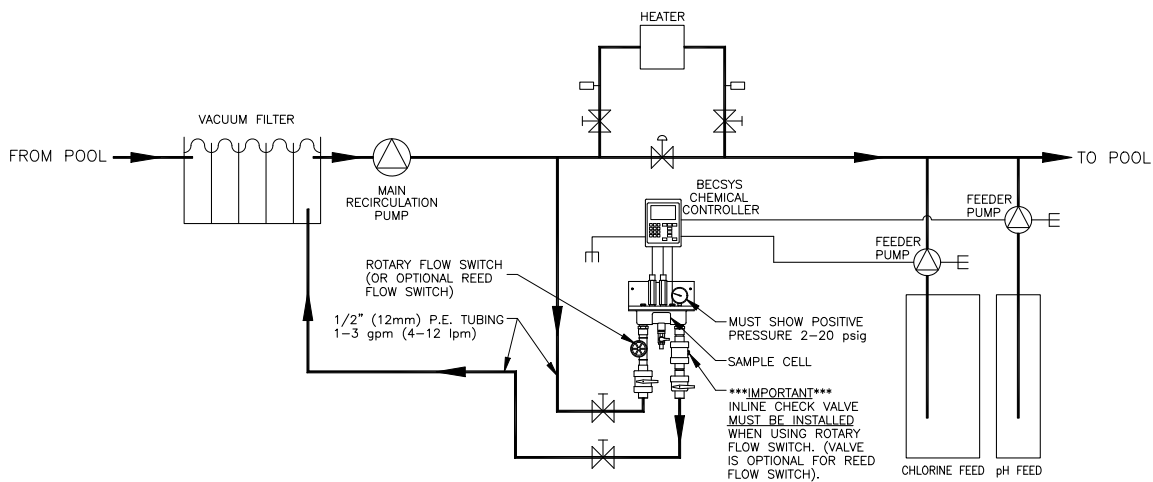 HEATER
VACUUM FILTER
FROM POOL
TO POOL
MAIN
RECIRCULATION
PUMP
BECSYS
CHEMICAL
CONTROLLER
FEEDER
PUMP
FEEDER
PUMP
ROTARY FLOW SWITCH
(OR OPTIONAL REED
FLOW SWITCH)
1/2" (12mm) P.E. TUBING
1-3 gpm (4-12 lpm)
MUST SHOW POSITIVE
PRESSURE 2-20 psig
SAMPLE CELL
***IMPORTANT***
INLINE CHECK VALVE
MUST BE INSTALLED
WHEN USING ROTARY
FLOW SWITCH. (VALVE
IS OPTIONAL FOR REED
FLOW SWITCH).
CHLORINE FEED
pH FEED